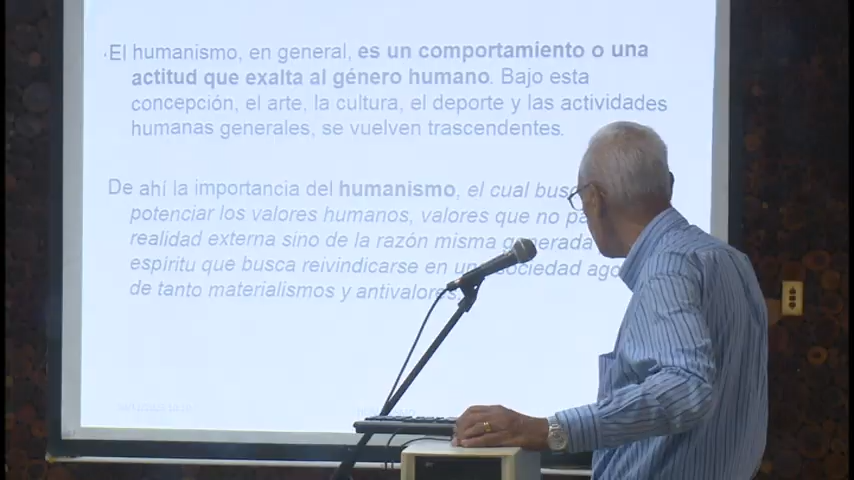 El humanismo, en general, es un comportamiento o una
actitud que exalta al género humano. Bajo esta
concepción, el arte, la cultura, el deporte y las actividades
humanas generales, se vuelven trascendentes.
De ahí la importancia del humanismo, el cual
potenciar los valores humanos, valores que no
realidad externa sino de la razón misma generada
espíritu que busca reivindicarse en sociedad
de tanto materialismos y antivalores